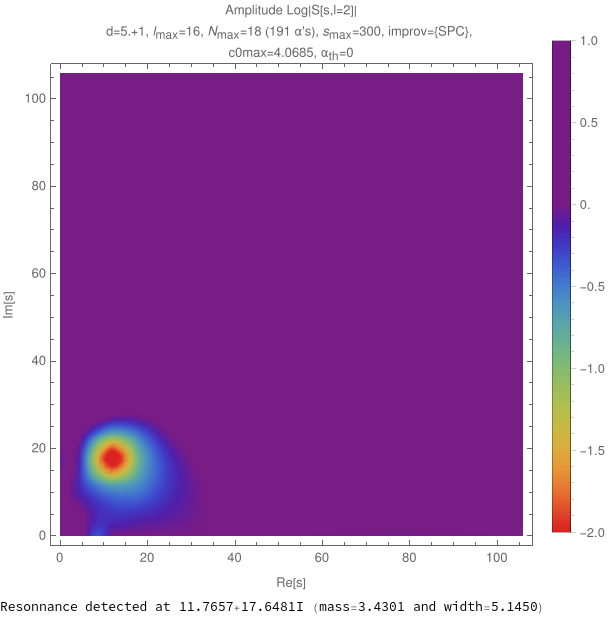 Amplitude Log|S[s,l=2]|
d=5.+1, lmax=16, Nmax=18 (191 α's), smax=300, improv={SPC},
c0max=4.0685, αth=0
100
80
60
40
20
0
Im[s]
0 20 40 60 80 100
Re[s]
1.0
0.5
0.
−0.5
−1.0
−1.5
−2.0
Resonnance detected at 11.7657+17.6481I (mass=3.4301 and width=5.1450)